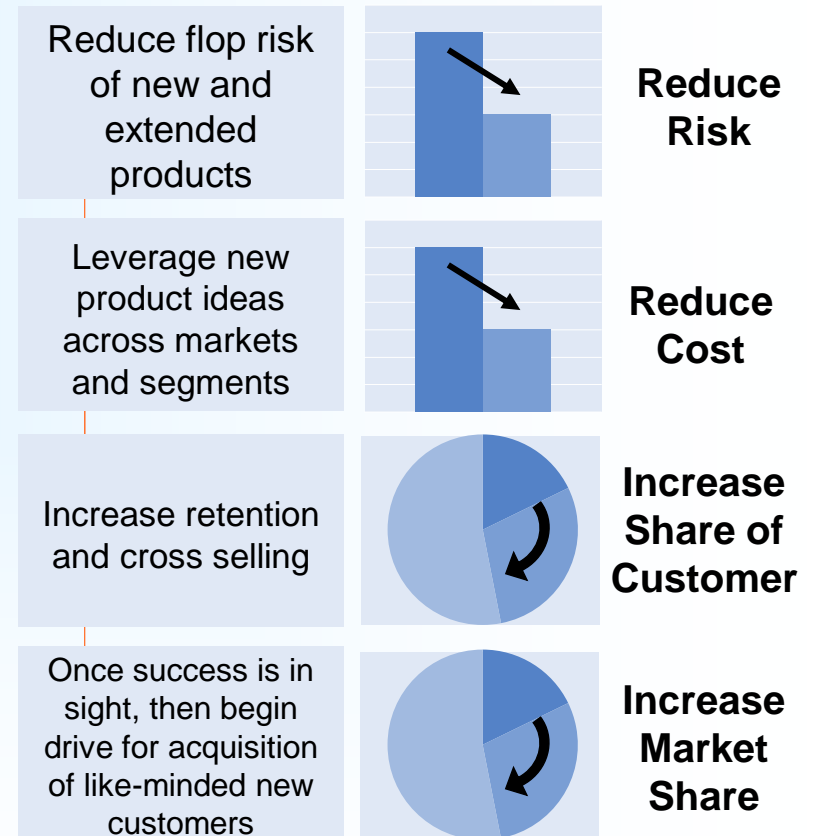 Reduce flop risk
of new and
extended
products
Reduce
Risk
Leverage new
product ideas
across markets
and segments
Reduce
Cost
Increase retention
and cross selling
Increase
Share of
Customer
Once success is in
sight, then begin
drive for acquisition
of like-minded new
customers
Increase
Market
Share